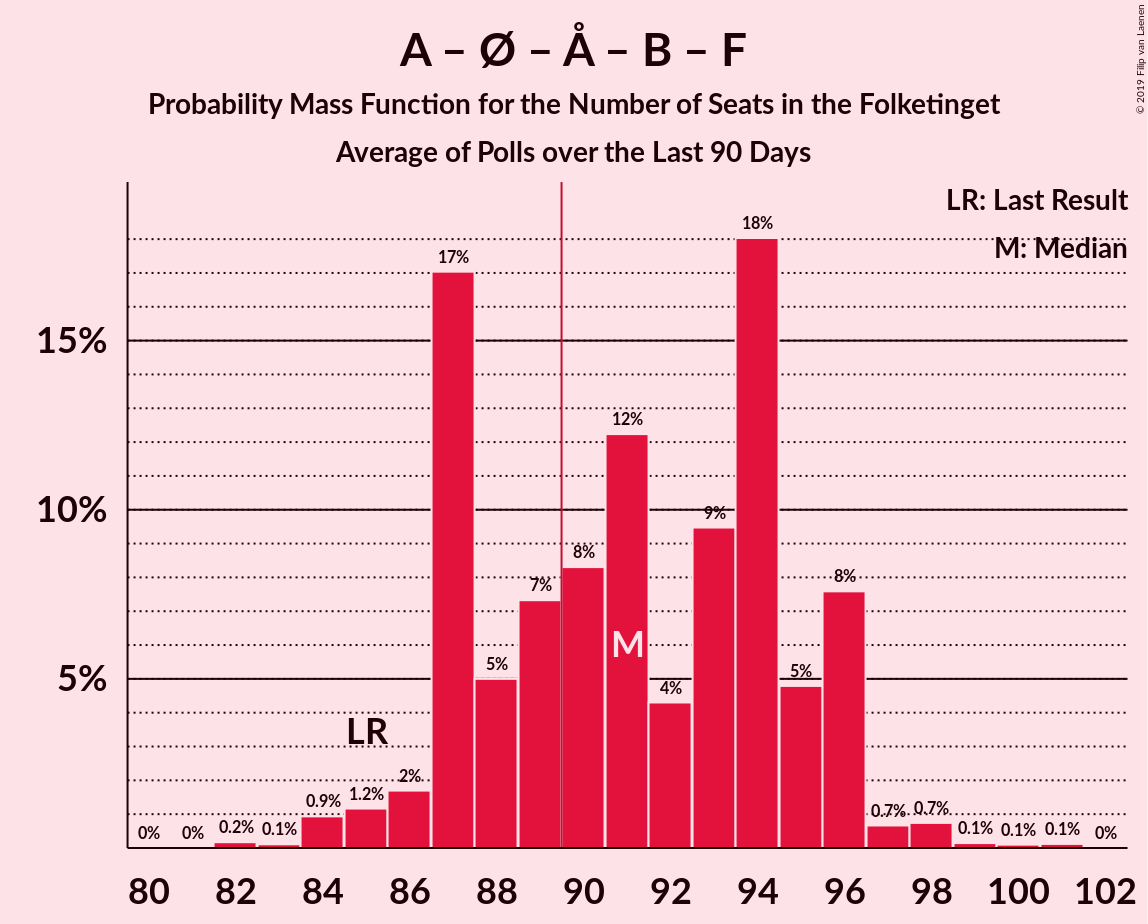 A – Ø – Å – B – F
Probability Mass Function for the Number of Seats in the Folketinget
Average of Polls over the Last 90 Days
© 2019 Filip van Laenen
LR: Last Result
M: Median
18%
17%
15%
12%
10%
9%
8%
8%
7%
M
5%
5%
5%
4%
LR
2%
1.2%
0.9%
0.7%
0.7%
0%
0%
0.2%
0.1%
0.1%
0.1%
0.1%
0%
80 82 84 86 88 90 92 94 96 98 100 102